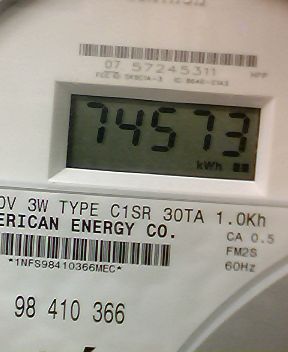 07 57245311
74573
kWh
0V 3W TYPE C1SR 30TA 1.0Kh
ERICAN ENERGY CO.
CA 0.5
FM2S
*1NFS98410366MEC*
60Hz
98 410 366